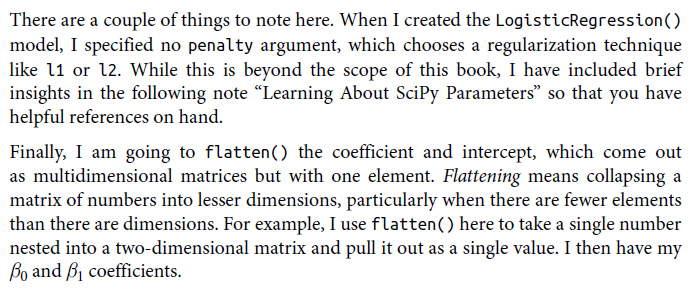 There are a couple of things to note here. When I created the LogisticRegression()
model, I specified no penalty argument, which chooses a regularization technique
like l1 or l2. While this is beyond the scope of this book, I have included brief
insights in the following note “Learning About SciPy Parameters” so that you have
helpful references on hand.
Finally, I am going to flatten() the coefficient and intercept, which come out
as multidimensional matrices but with one element. Flattening means collapsing a
matrix of numbers into lesser dimensions, particularly when there are fewer elements
than there are dimensions. For example, I use flatten() here to take a single number
nested into a two-dimensional matrix and pull it out as a single value. I then have my
β₀ and β₁ coefficients.